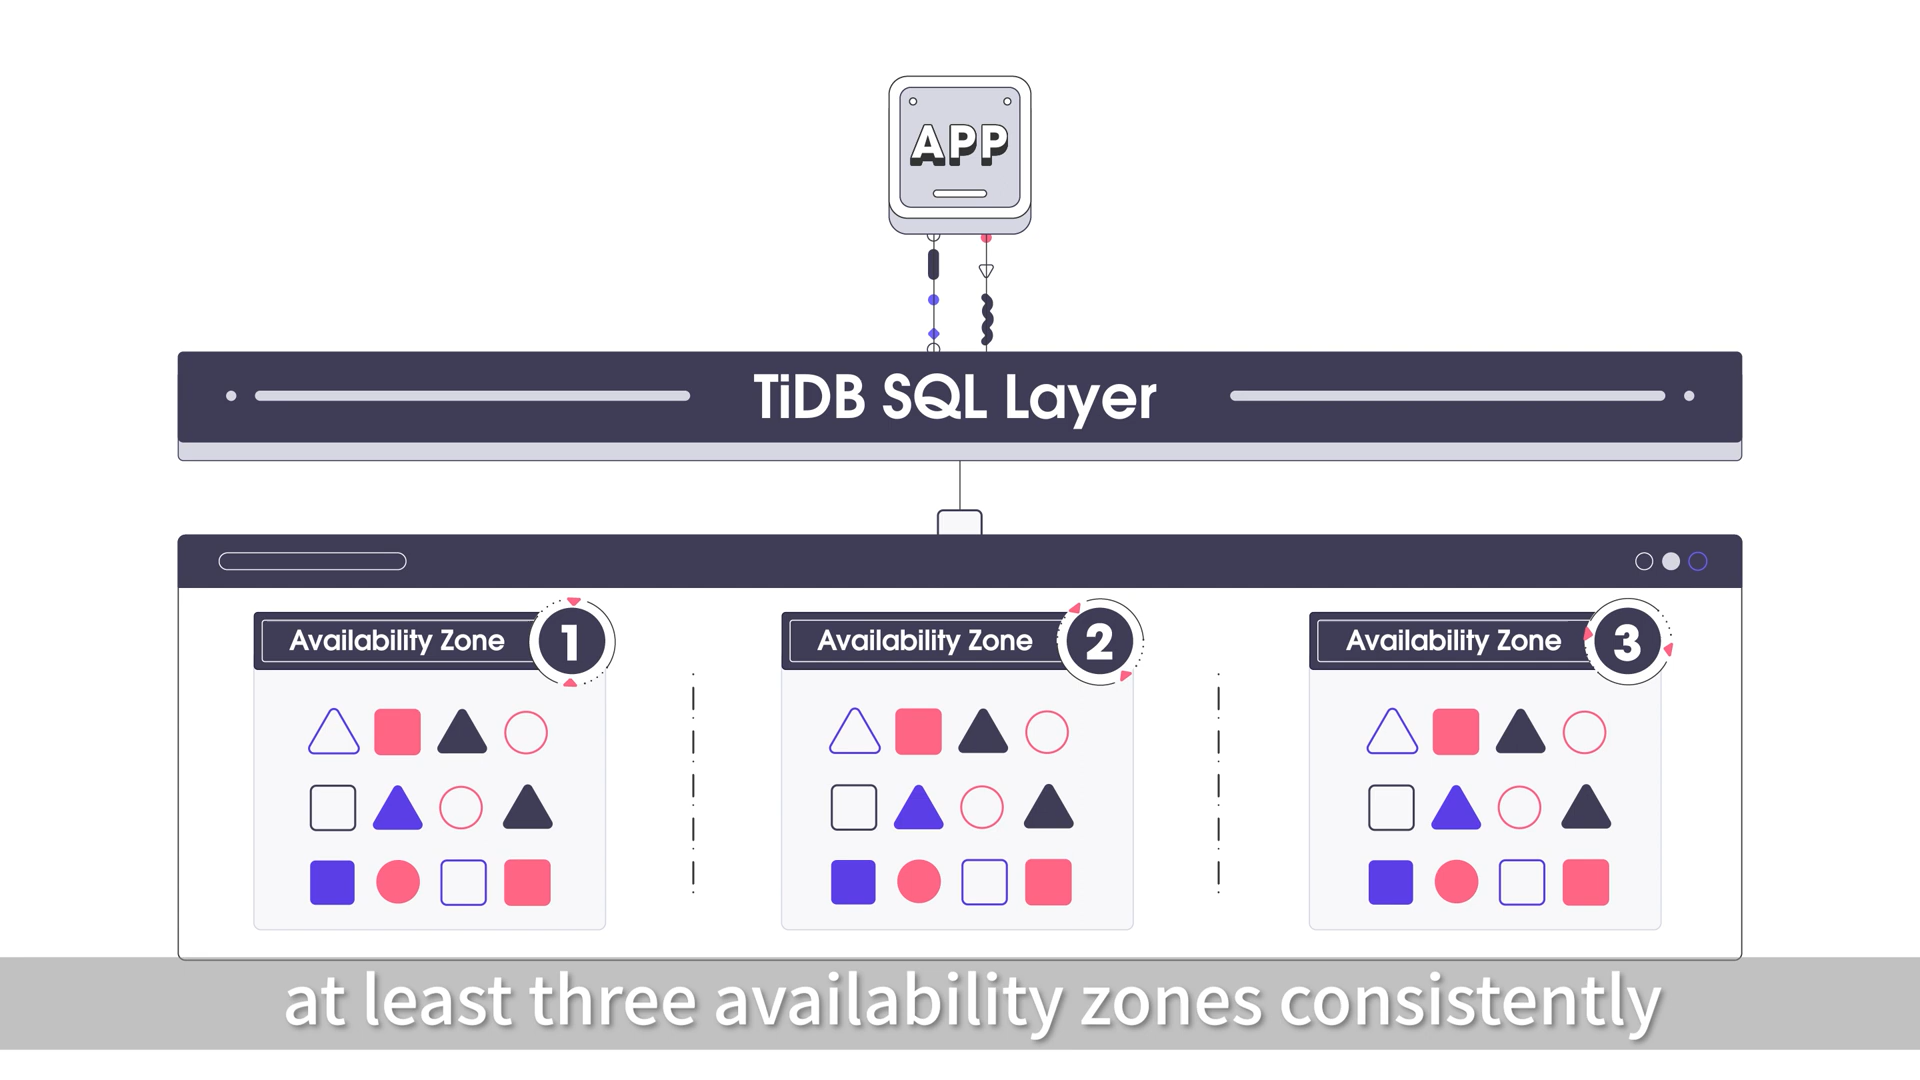 APP
TiDB SQL Layer
Availability Zone 1
Availability Zone 2
Availability Zone 3
at least three availability zones consistently